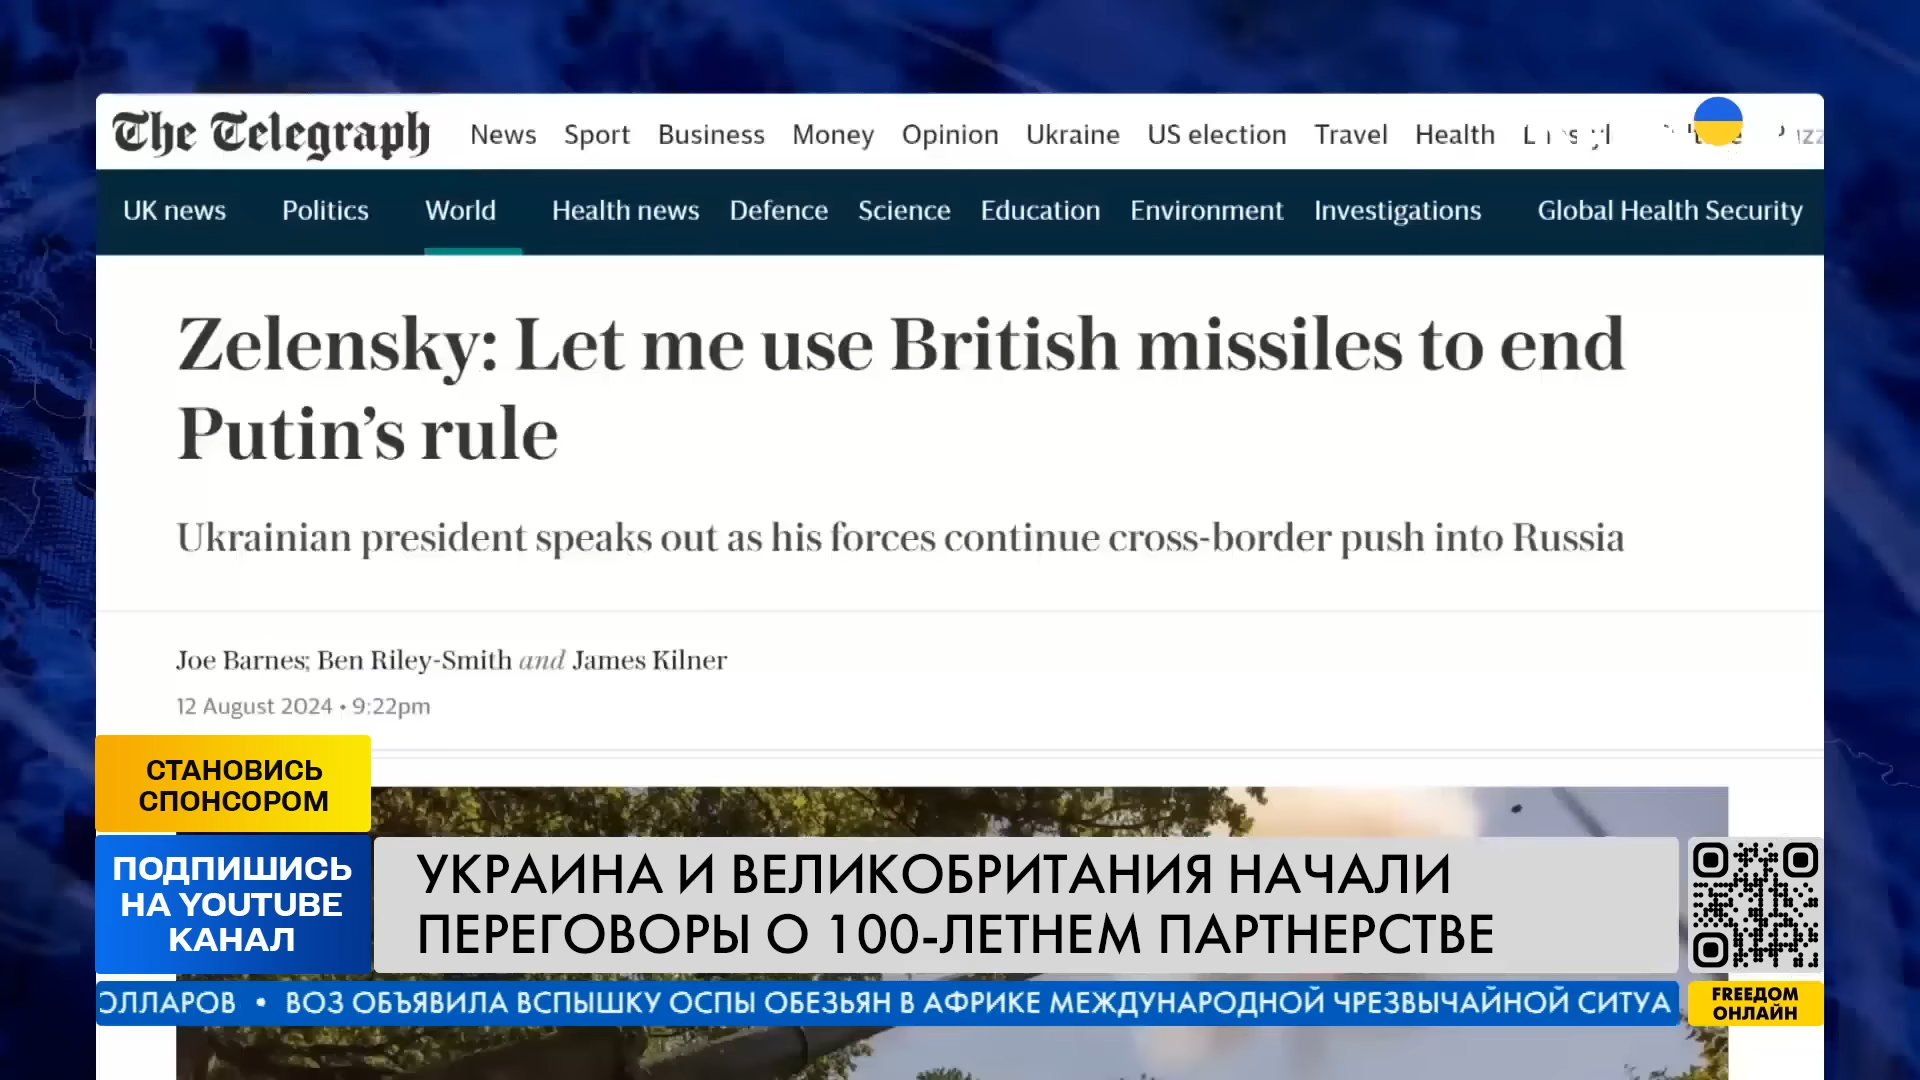 The Telegraph News Sport Business Money Opinion Ukraine US election Travel Health
UK news Politics World Health news Defence Science Education Environment Investigations Global Health Security
Zelensky: Let me use British missiles to end
Putin’s rule
Ukrainian president speaks out as his forces continue cross-border push into Russia
Joe Barnes; Ben Riley-Smith and James Kilner
12 August 2024 • 9:22pm
СТАНОВИСЬ
СПОНСОРОМ
ПОДПИШИСЬ
НА YOUTUBE
КАНАЛ
УКРАИНА И ВЕЛИКОБРИТАНИЯ НАЧАЛИ
ПЕРЕГОВОРЫ О 100-ЛЕТНЕМ ПАРТНЕРСТВЕ
ОЛЛАРОВ • ВОЗ ОБЪЯВИЛА ВСПЫШКУ ОСПЫ ОБЕЗЬЯН В АФРИКЕ МЕЖДУНАРОДНОЙ ЧРЕЗВЫЧАЙНОЙ СИТУА
FREEДОМ
ОНЛАЙН